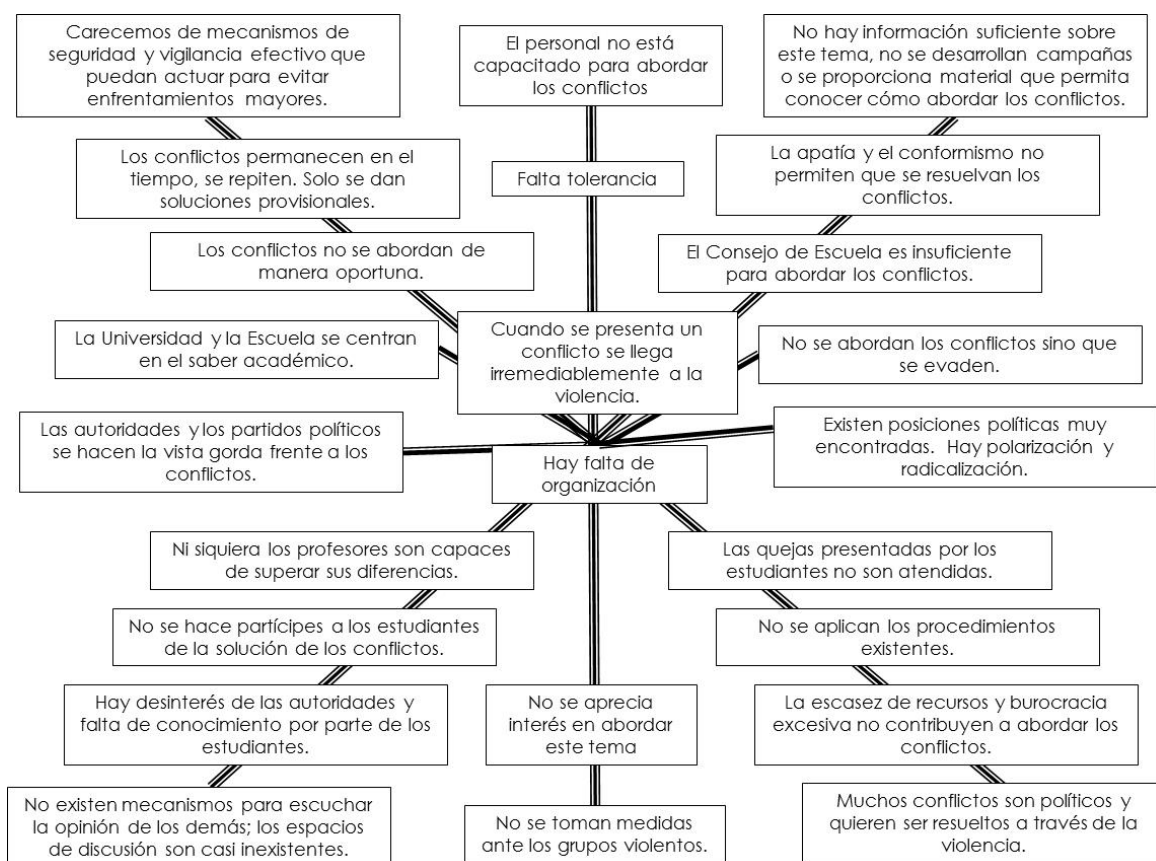 Carecemos de mecanismos de
seguridad y vigilancia efectivo que
puedan actuar para evitar
enfrentamientos mayores.
El personal no está
capacitado para abordar
los conflictos
No hay información suficiente sobre
este tema, no se desarrollan campañas
o se proporciona material que permita
conocer cómo abordar los conflictos.
Los conflictos permanecen en el
tiempo, se repiten. Solo se dan
soluciones provisionales.
Falta tolerancia
La apatía y el conformismo no
permiten que se resuelvan los
conflictos.
Los conflictos no se abordan de
manera oportuna.
El Consejo de Escuela es insuficiente
para abordar los conflictos.
La Universidad y la Escuela se centran
en el saber académico.
Cuando se presenta un
conflicto se llega
irremediablemente a la
violencia.
No se abordan los conflictos sino que
se evaden.
Las autoridades y los partidos políticos
se hacen la vista gorda frente a los
conflictos.
Hay falta de
organización
Existen posiciones políticas muy
encontradas. Hay polarización y
radicalización.
Ni siquiera los profesores son capaces
de superar sus diferencias.
Las quejas presentadas por los
estudiantes no son atendidas.
No se hace partícipes a los estudiantes
de la solución de los conflictos.
No se aplican los procedimientos
existentes.
Hay desinterés de las autoridades y
falta de conocimiento por parte de los
estudiantes.
No se aprecia
interés en abordar
este tema
La escasez de recursos y burocracia
excesiva no contribuyen a abordar los
conflictos.
No existen mecanismos para escuchar
la opinión de los demás; los espacios
de discusión son casi inexistentes.
No se toman medidas
ante los grupos violentos.
Muchos conflictos son políticos y
quieren ser resueltos a través de la
violencia.